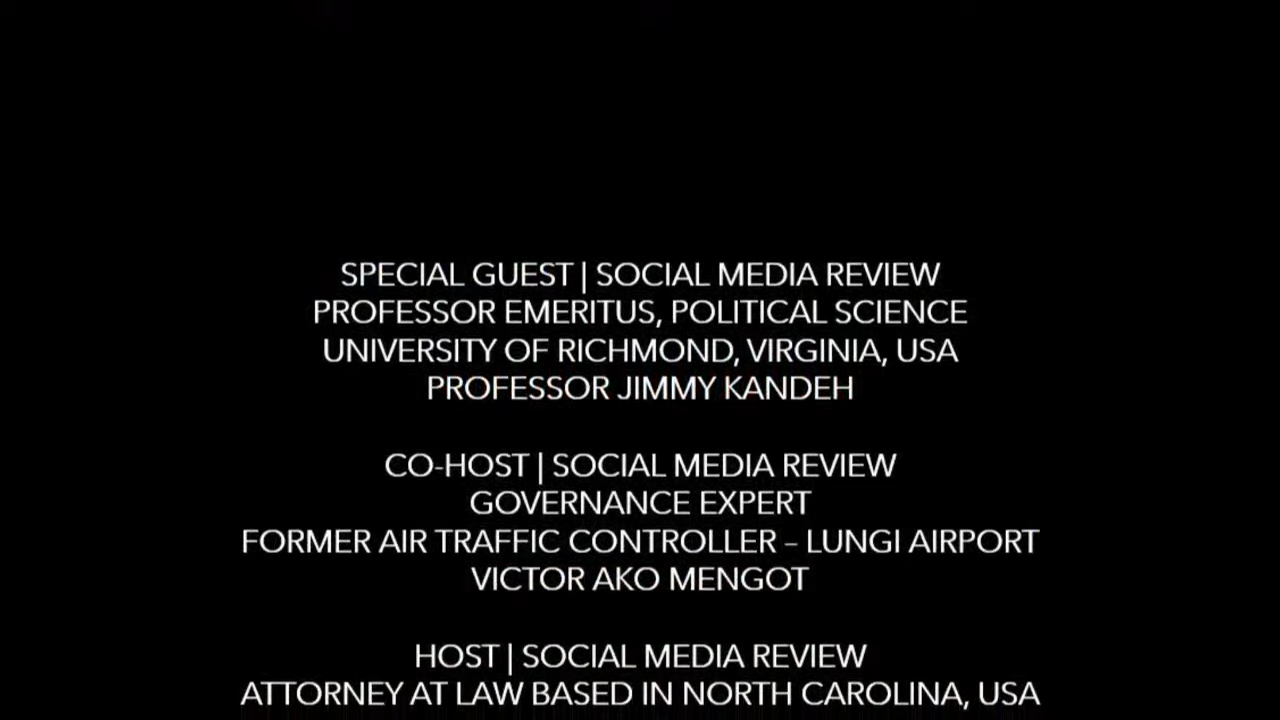 SPECIAL GUEST | SOCIAL MEDIA REVIEW
PROFESSOR EMERITUS, POLITICAL SCIENCE
UNIVERSITY OF RICHMOND, VIRGINIA, USA
PROFESSOR JIMMY KANDEH
CO-HOST | SOCIAL MEDIA REVIEW
GOVERNANCE EXPERT
FORMER AIR TRAFFIC CONTROLLER – LUNGI AIRPORT
VICTOR AKO MENGOT
HOST | SOCIAL MEDIA REVIEW
ATTORNEY AT LAW BASED IN NORTH CAROLINA, USA